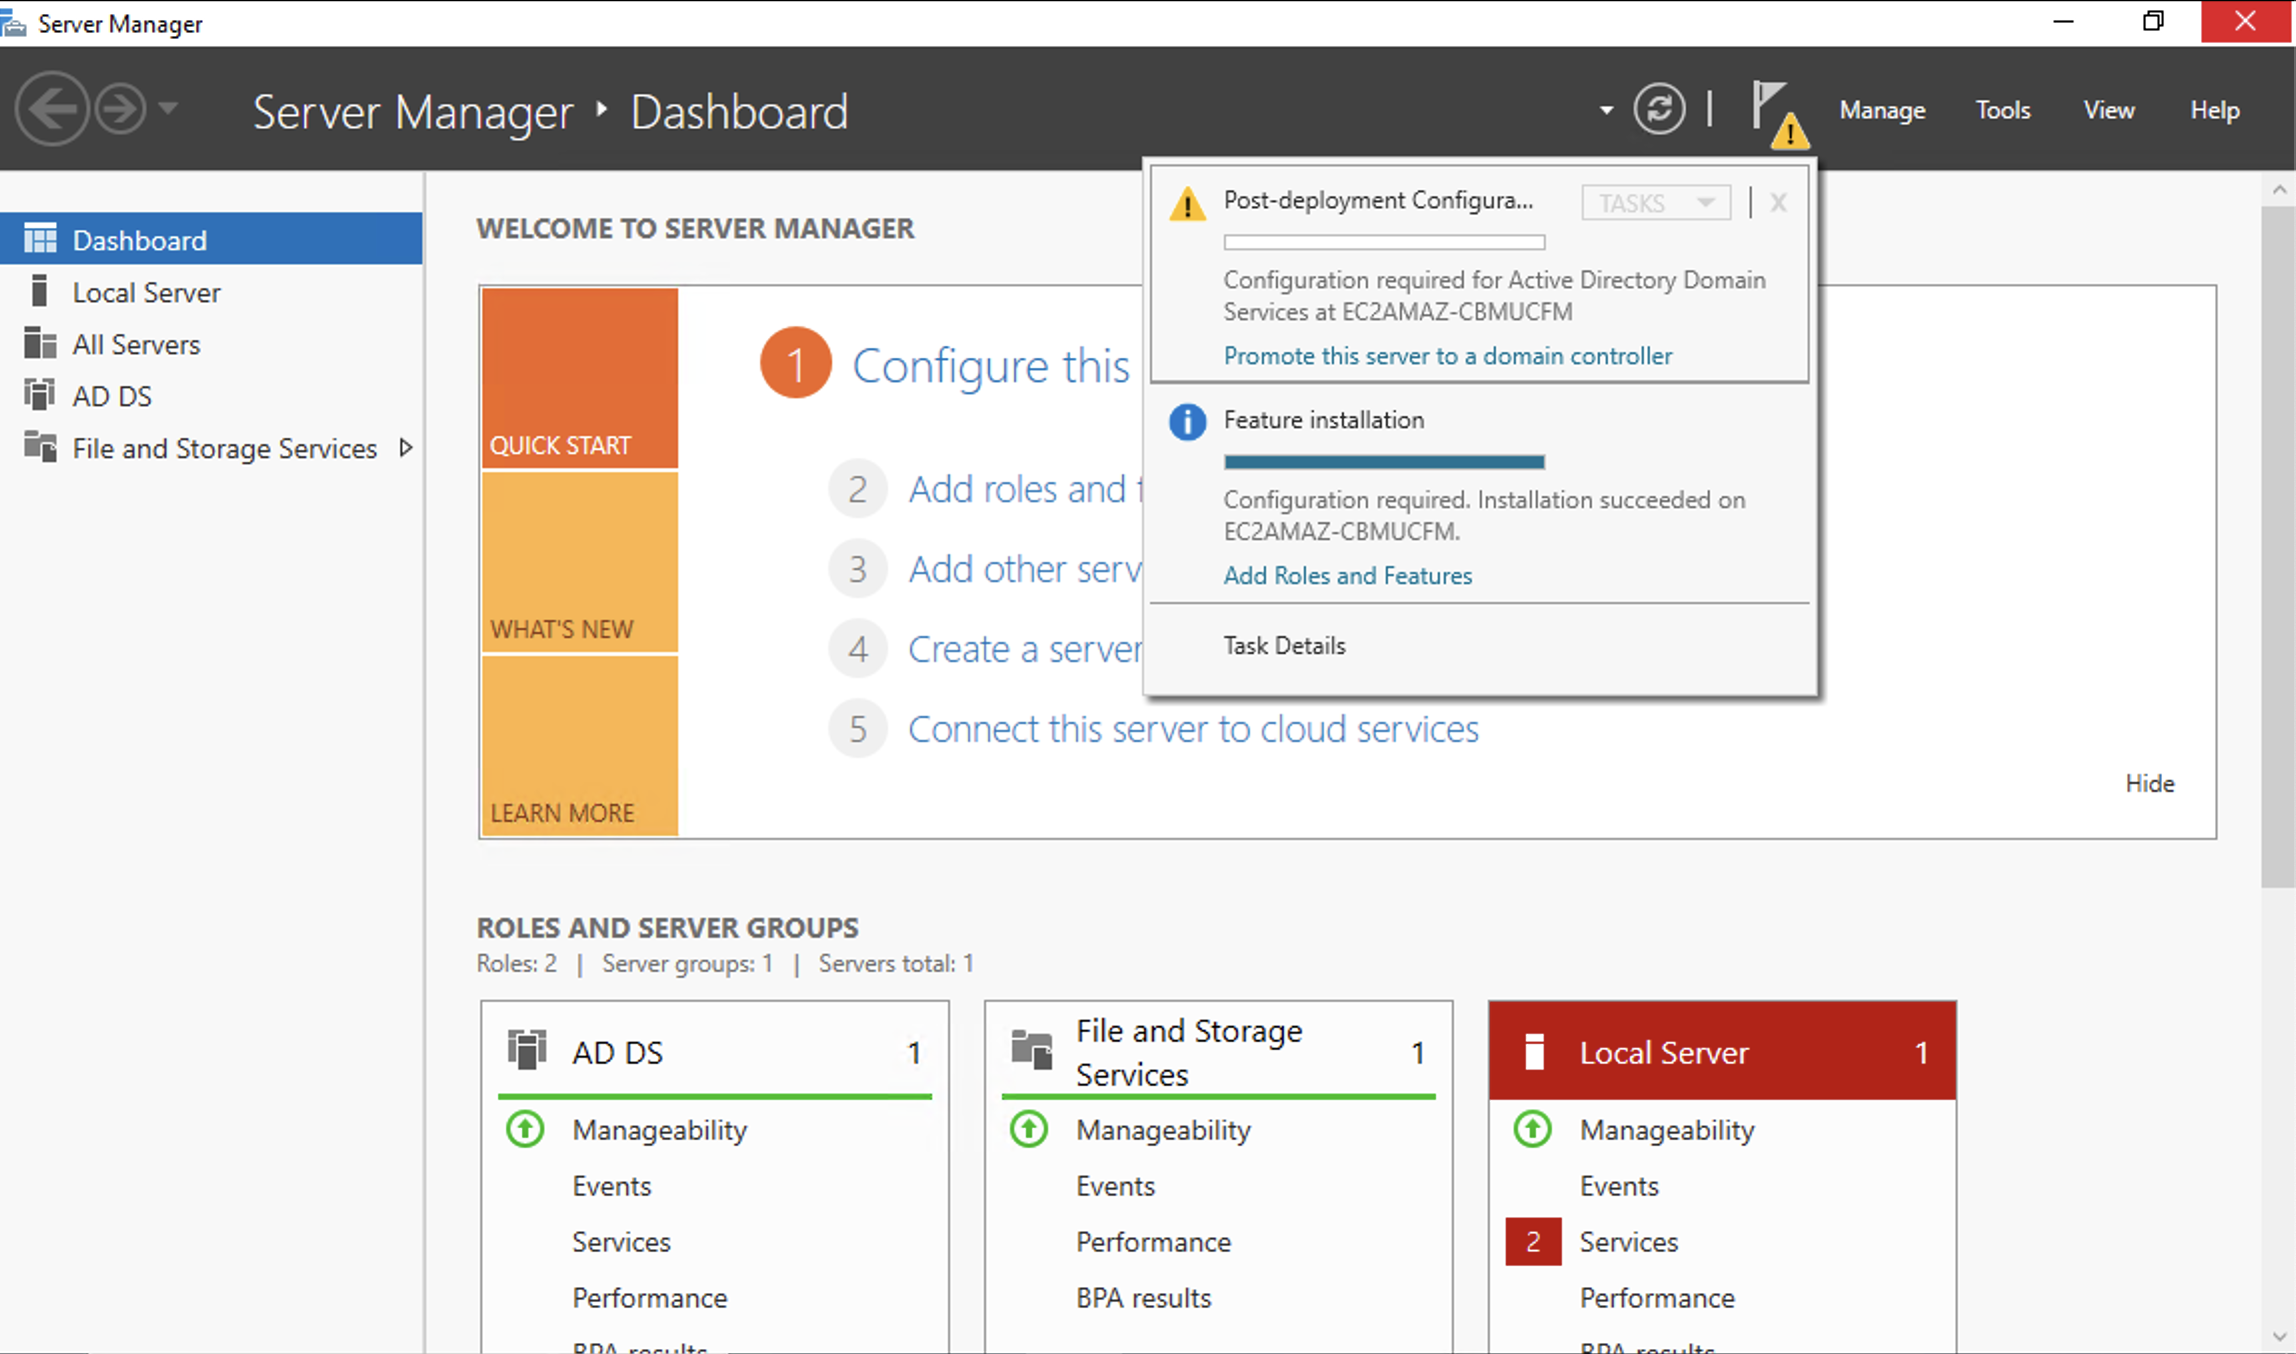 Server Manager
Server Manager ‣ Dashboard
Manage Tools View Help
Dashboard
Local Server
All Servers
AD DS
File and Storage Services
WELCOME TO SERVER MANAGER
QUICK START
WHAT'S NEW
LEARN MORE
1 Configure this
2 Add roles and f
3 Add other serv
4 Create a server
5 Connect this server to cloud services
Hide
Post-deployment Configura...
TASKS | X
Configuration required for Active Directory Domain
Services at EC2AMAZ-CBMUCFM
Promote this server to a domain controller
Feature installation
Configuration required. Installation succeeded on
EC2AMAZ-CBMUCFM.
Add Roles and Features
Task Details
ROLES AND SERVER GROUPS
Roles: 2 | Server groups: 1 | Servers total: 1
AD DS 1
Manageability
Events
Services
Performance
BPA results
File and Storage
Services 1
Manageability
Events
Performance
BPA results
Local Server 1
Manageability
Events
2 Services
Performance
BPA results